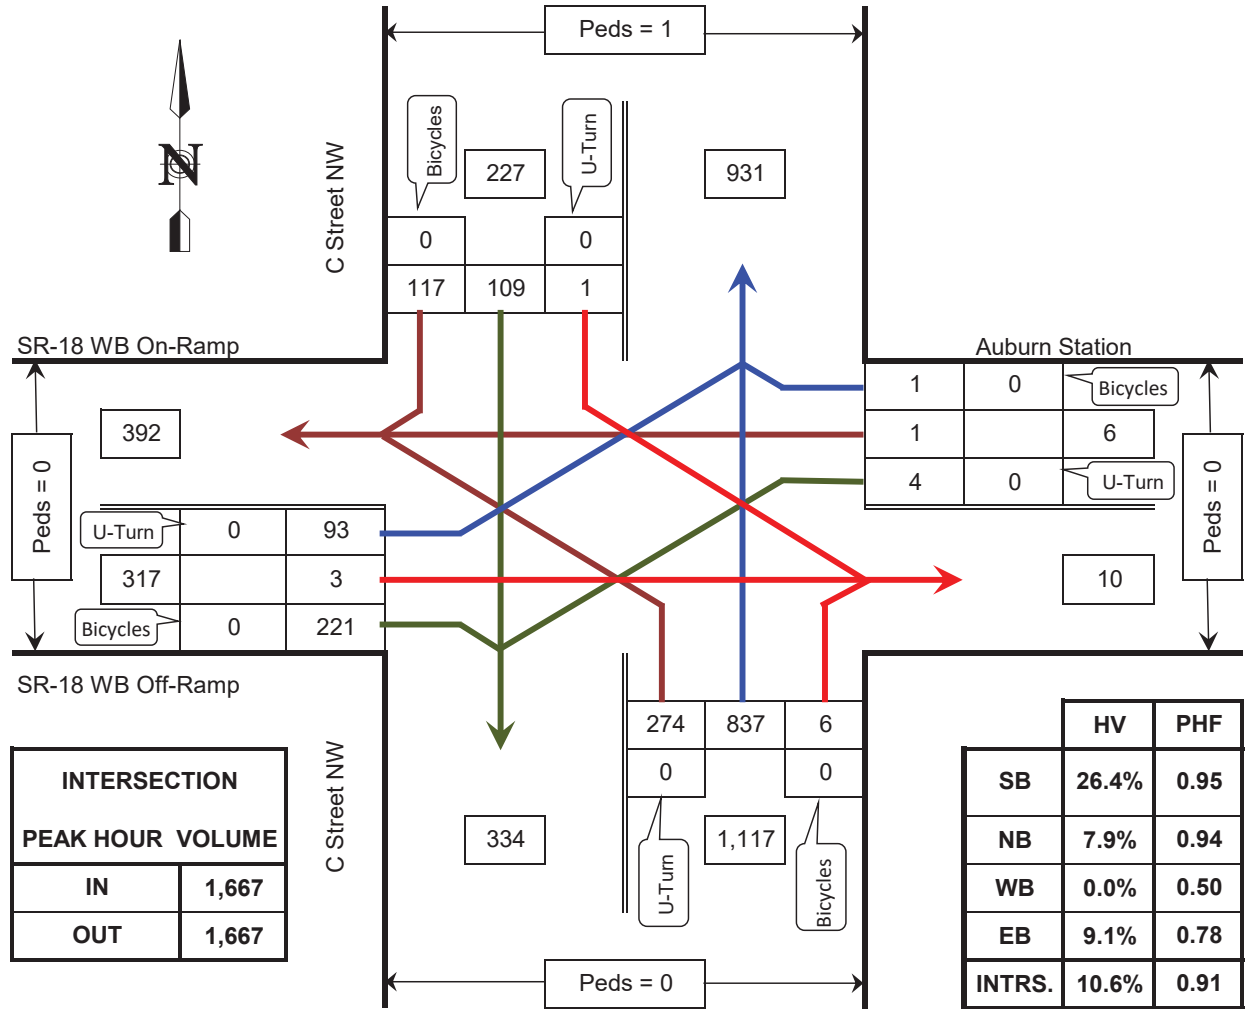 Peds = 1
N
C Street NW
Bicycles
227
U-Turn
931
0
0
117
109
1
SR-18 WB On-Ramp
Auburn Station
1
0
Bicycles
392
1
6
4
0
U-Turn
Peds = 0
Peds = 0
U-Turn
0
93
317
3
10
Bicycles
0
221
SR-18 WB Off-Ramp
274
837
6
0
0
C Street NW
334
1,117
U-Turn
Bicycles
INTERSECTION
PEAK HOUR VOLUME
IN 1,667
OUT 1,667
HV PHF
SB 26.4% 0.95
NB 7.9% 0.94
WB 0.0% 0.50
EB 9.1% 0.78
INTRS. 10.6% 0.91
Peds = 0